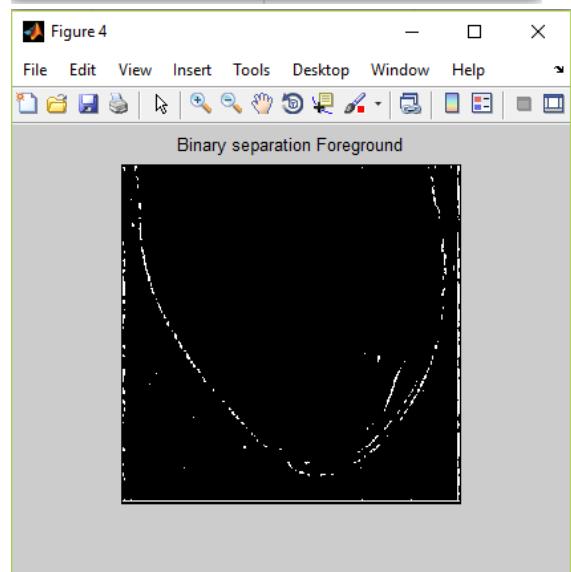 Figure 4
File Edit View Insert Tools Desktop Window Help
Binary separation Foreground